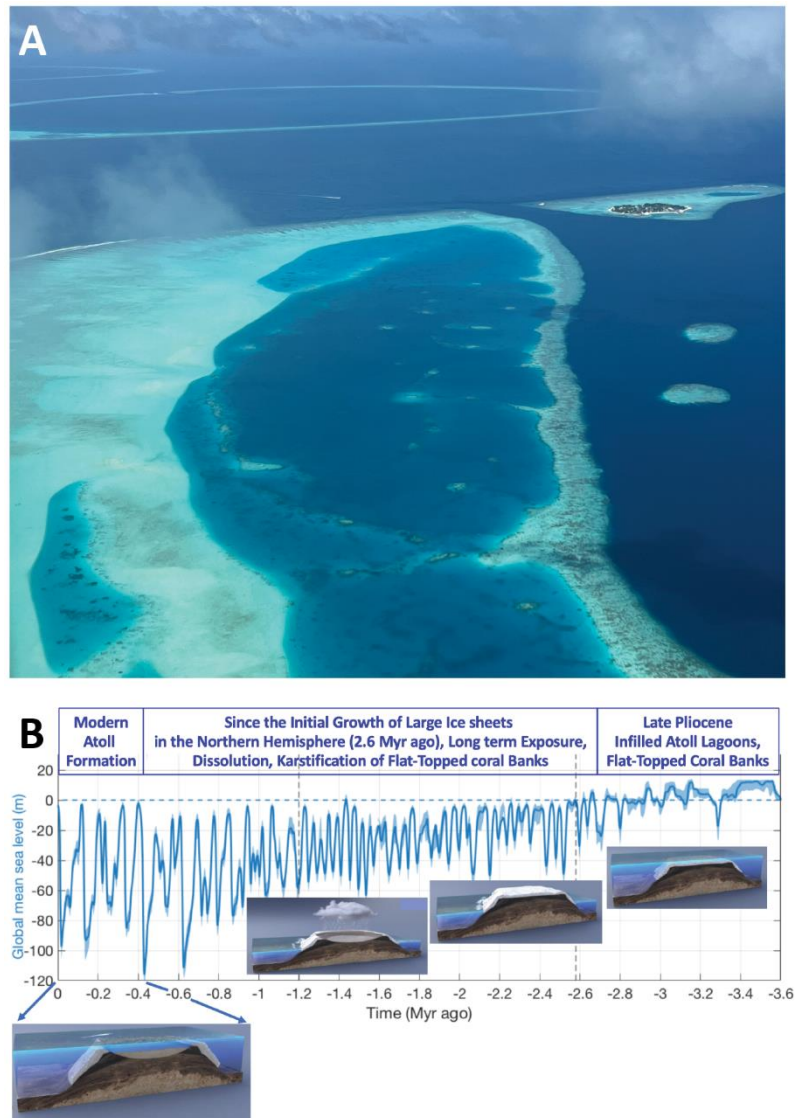 A
B
Modern
Atoll
Formation
Since the Initial Growth of Large Ice sheets
in the Northern Hemisphere (2.6 Myr ago), Long term Exposure,
Dissolution, Karstification of Flat-Topped coral Banks
Late Pliocene
Infilled Atoll Lagoons,
Flat-Topped Coral Banks
Global mean sea level (m)
20
0
-20
-40
-60
-80
-100
-120
0 -0.2 -0.4 -0.6 -0.8 -1 -1.2 -1.4 -1.6 -1.8 -2 -2.2 -2.4 -2.6 -2.8 -3 -3.2 -3.4 -3.6
Time (Myr ago)